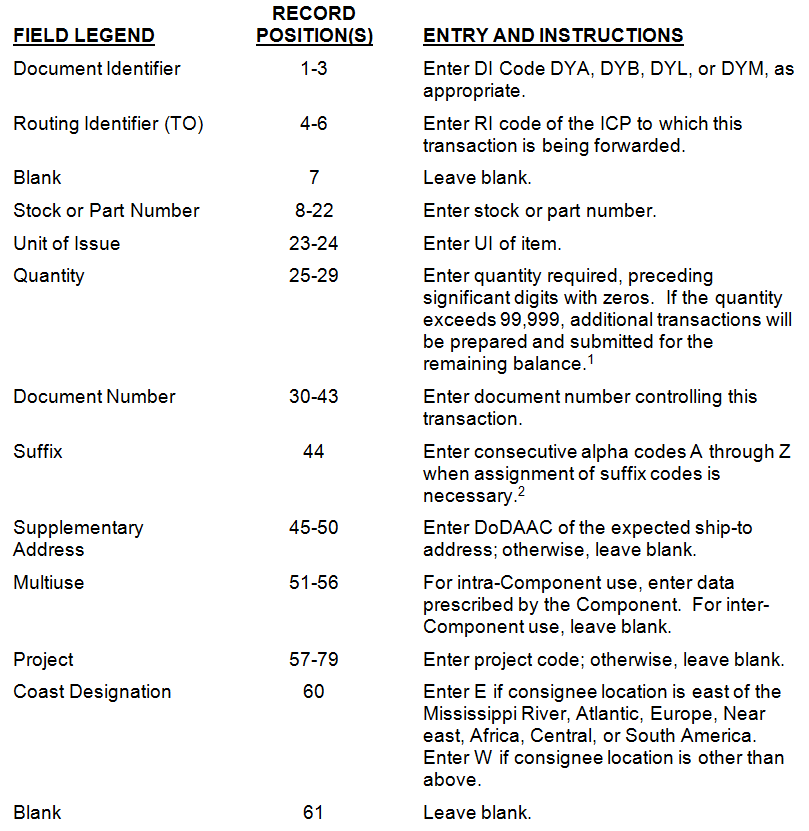 RECORD
FIELD LEGEND POSITION(S) ENTRY AND INSTRUCTIONS
Document Identifier 1-3 Enter DI Code DYA, DYB, DYL, or DYM, as
appropriate.
Routing Identifier (TO) 4-6 Enter RI code of the ICP to which this
transaction is being forwarded.
Blank 7 Leave blank.
Stock or Part Number 8-22 Enter stock or part number.
Unit of Issue 23-24 Enter UI of item.
Quantity 25-29 Enter quantity required, preceding
significant digits with zeros.  If the quantity
exceeds 99,999, additional transactions will
be prepared and submitted for the
remaining balance.1
Document Number 30-43 Enter document number controlling this
transaction.
Suffix 44 Enter consecutive alpha codes A through Z
when assignment of suffix codes is
necessary.2
Supplementary 45-50 Enter DoDAAC of the expected ship-to
Address address; otherwise, leave blank.
Multiuse 51-56 For intra-Component use, enter data
prescribed by the Component.  For inter-
Component use, leave blank.
Project 57-79 Enter project code; otherwise, leave blank.
Coast Designation 60 Enter E if consignee location is east of the
Mississippi River, Atlantic, Europe, Near
east, Africa, Central, or South America.
Enter W if consignee location is other than
above.
Blank 61 Leave blank.